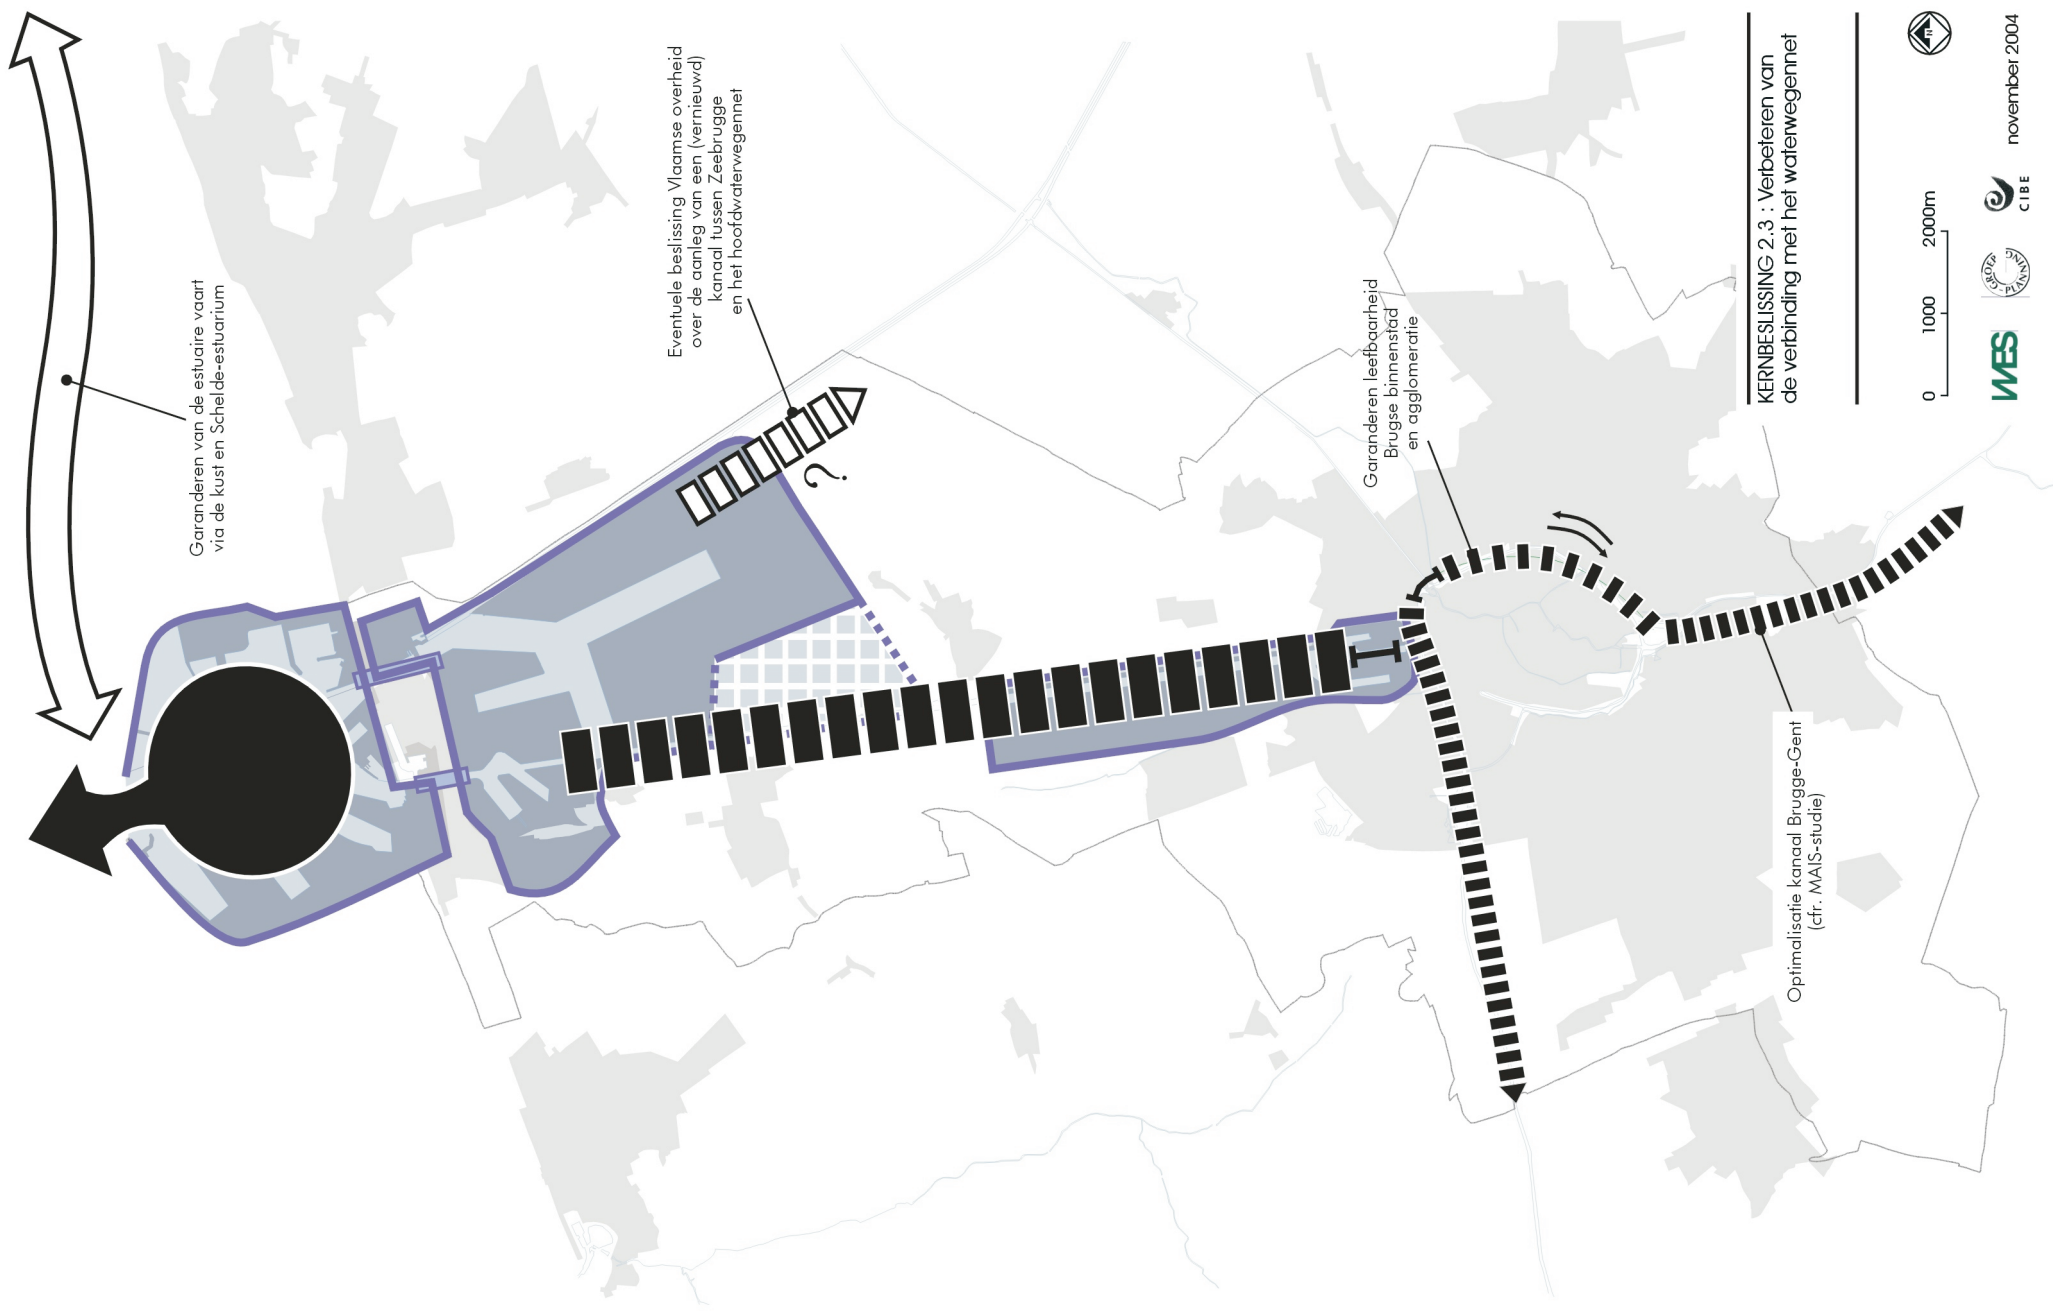 Garanderen van de estuaire vaart
via de kust en Schelde-estuarium
Eventuele beslissing Vlaamse overheid
over de aanleg van een (vernieuwd)
kanaal tussen Zeebrugge
en het hoofdwaterwegennet
?
Garanderen leefbaarheid
Brugse binnenstad
en agglomeratie
Optimalisatie kanaal Brugge-Gent
(cfr. MAIS-studie)
KERNBESLISSING 2.3 : Verbeteren van
de verbinding met het waterwegennet
N
0 1000 2000m
WES
GROEP PLANNING
CIBE
november 2004